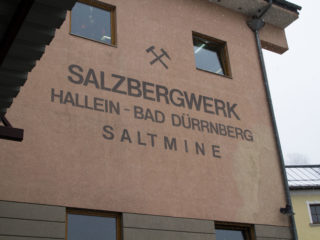 SALZBERGWERK
HALLEIN - BAD DÜRRNBERG
SALTMINE